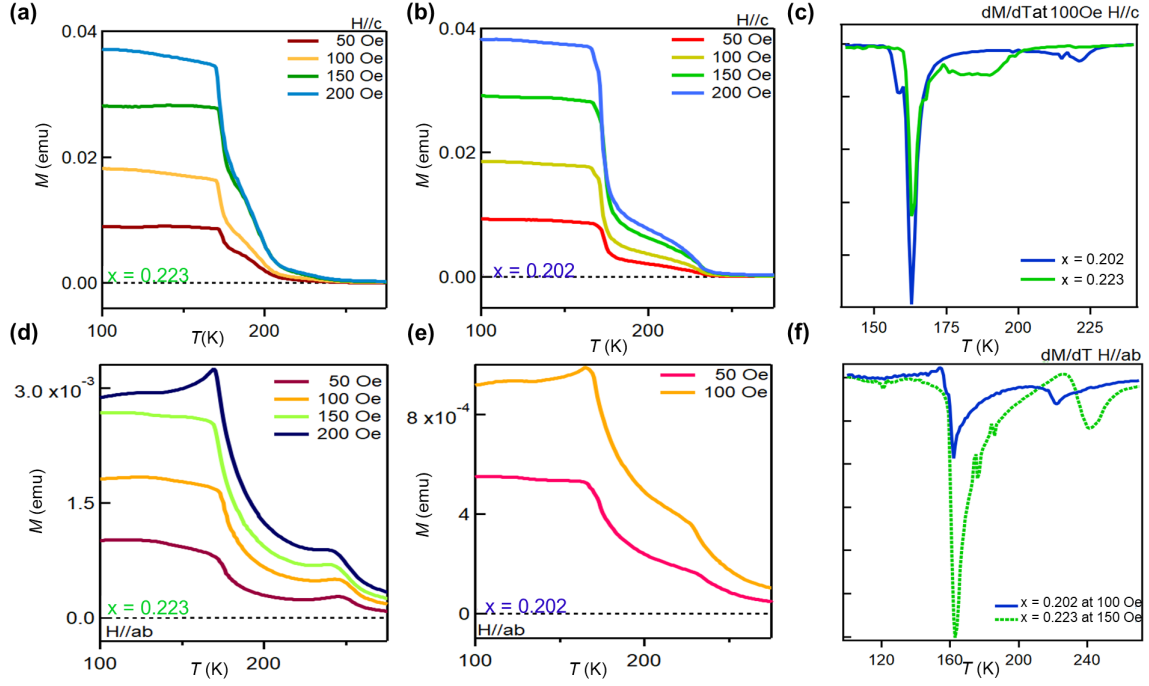 (a)
H//c
0.04
50 Oe
100 Oe
150 Oe
200 Oe
M (emu)
0.02
0.00
x = 0.223
100
200
T(K)
(b)
H//c
0.04
50 Oe
100 Oe
150 Oe
200 Oe
M (emu)
0.02
0.00
x = 0.202
100
200
T (K)
(c)
dM/dTat 100Oe H//c
x = 0.202
x = 0.223
150
175
200
225
T (K)
(d)
3.0 x10⁻³
50 Oe
100 Oe
150 Oe
200 Oe
M (emu)
1.5
0.0
x = 0.223
H//ab
100
200
T (K)
(e)
50 Oe
100 Oe
8 x10⁻⁴
M (emu)
4
0
x = 0.202
H//ab
100
200
T (K)
(f)
dM/dT H//ab
x = 0.202 at 100 Oe
x = 0.223 at 150 Oe
120
160
200
240
T (K)